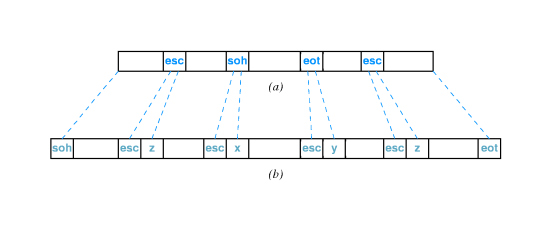 esc soh eot esc
(a)
soh esc z esc x esc y esc z eot
(b)